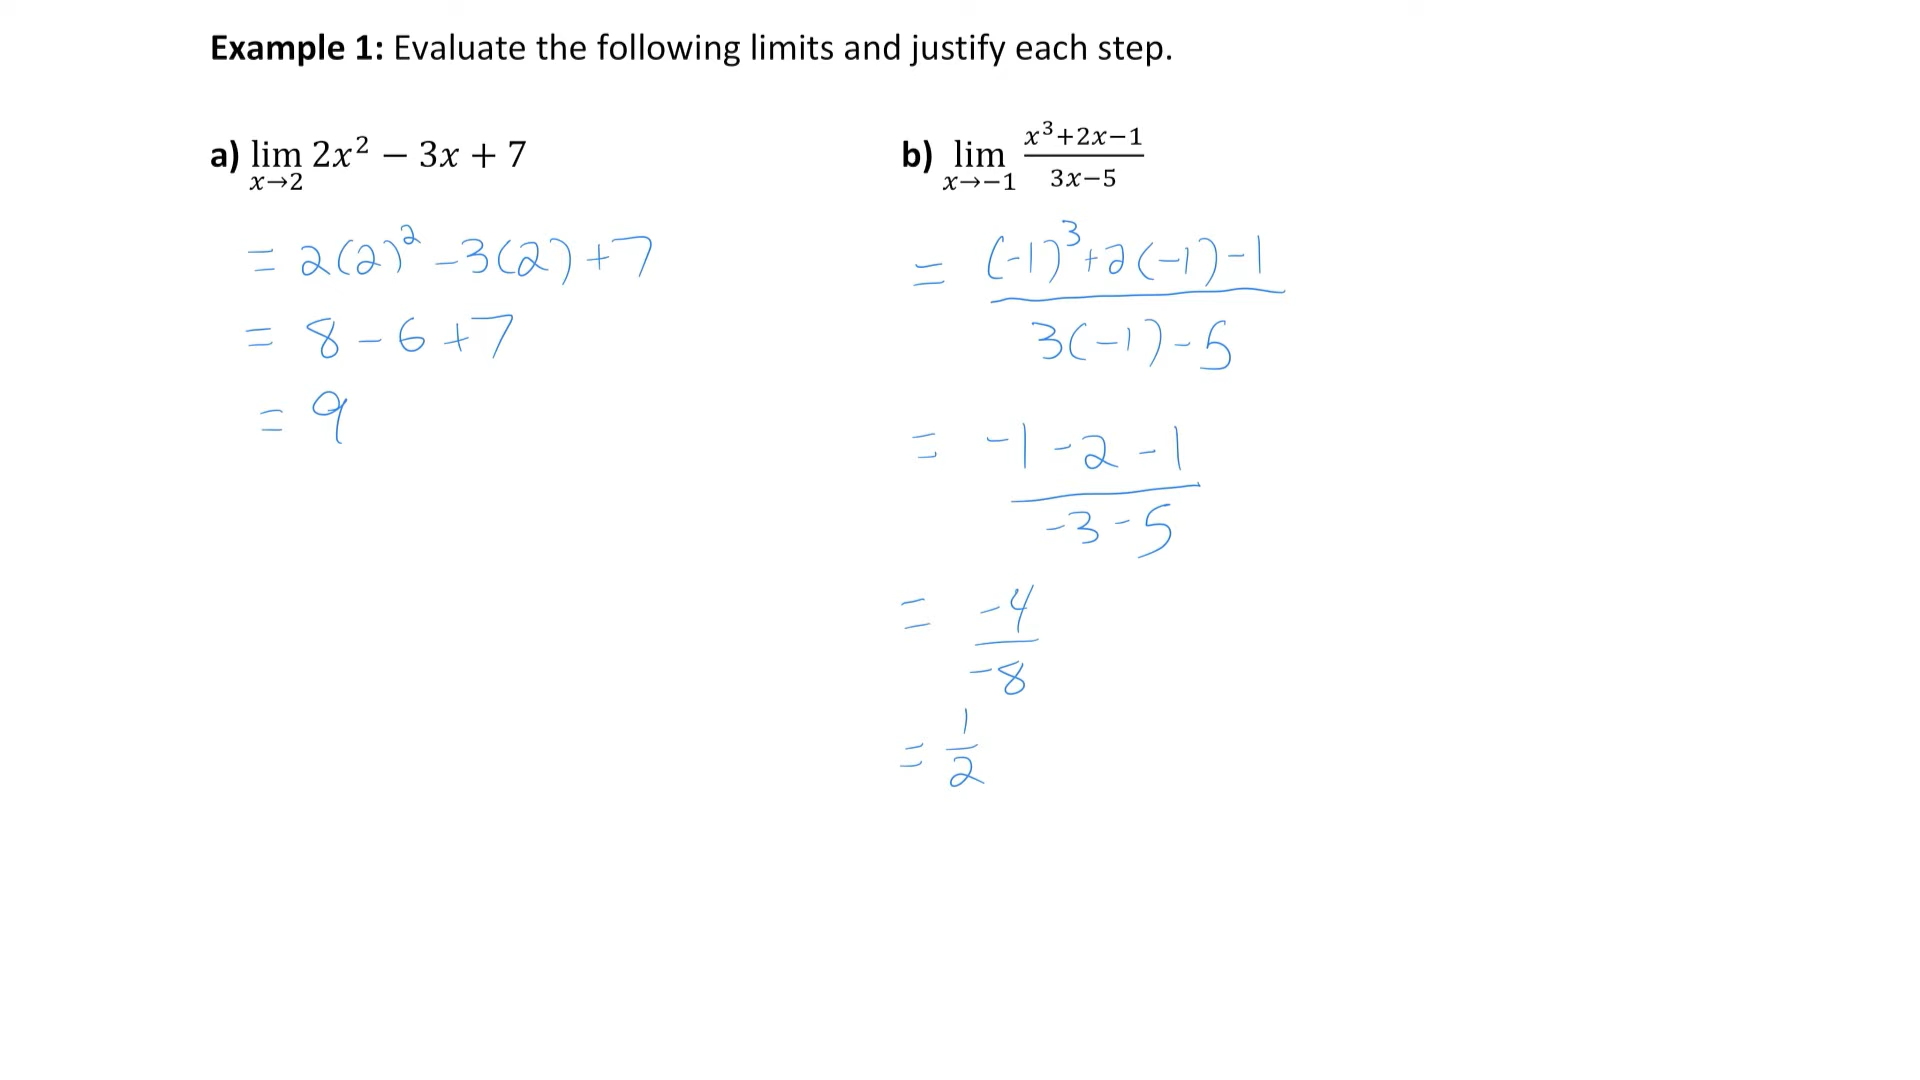 Example 1: Evaluate the following limits and justify each step.
a) lim x→2 2x² − 3x + 7
= 2(2)² - 3(2) + 7
= 8 - 6 + 7
= 9
b) lim x→−1 (x³+2x−1)/(3x−5)
= ((-1)³+2(-1)-1)/(3(-1)-5)
= (-1-2-1)/(-3-5)
= -4/-8
= 1/2